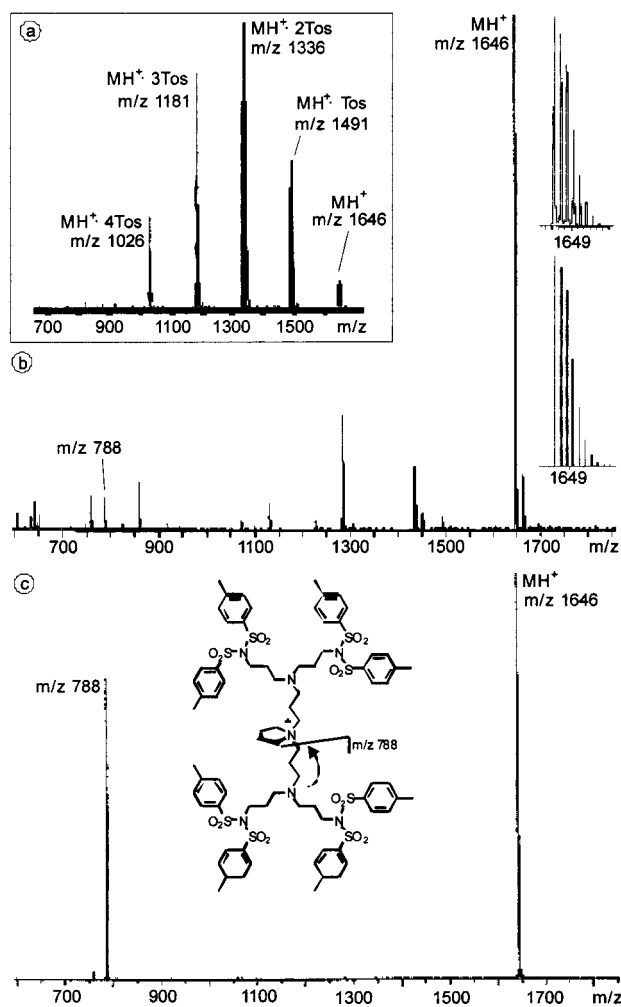 a
MH+· 2Tos
m/z 1336
MH+· 3Tos
m/z 1181
MH+· Tos
m/z 1491
MH+
m/z 1646
MH+· 4Tos
m/z 1026
700 900 1100 1300 1500 m/z
MH+
m/z 1646
1649
1649
b
m/z 788
700 900 1100 1300 1500 1700 m/z
c
MH+
m/z 1646
m/z 788
SO2 SO2
O2S-N N
O2S
N
+
N
m/z 788
N
SO2
O2S-N N
O2S SO2 SO2
700 900 1100 1300 1500 1700 m/z